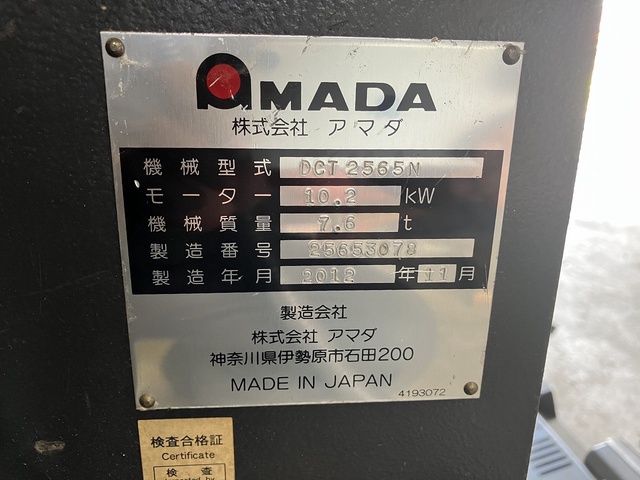 AMADA
株式会社 アマダ
機械型式 DCT2565N
モーター 10.2 kW
機械質量 7.6 t
製造番号 25653078
製造年月 2012 年 11 月
製造会社
株式会社 アマダ
神奈川県伊勢原市石田200
MADE IN JAPAN
4193072
検査合格証
Certificate
検 査